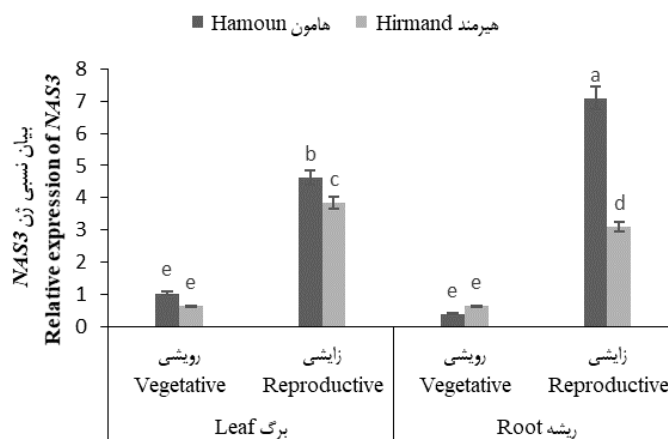 Hamoun هامون Hirmand هیرمند
بیان نسبی ژن NAS3
Relative expression of NAS3
8
7
6
5
4
3
2
1
0
e e
b
c
e e
a
d
رویشی
Vegetative
زایشی
Reproductive
رویشی
Vegetative
زایشی
Reproductive
Leaf برگ
Root ریشه